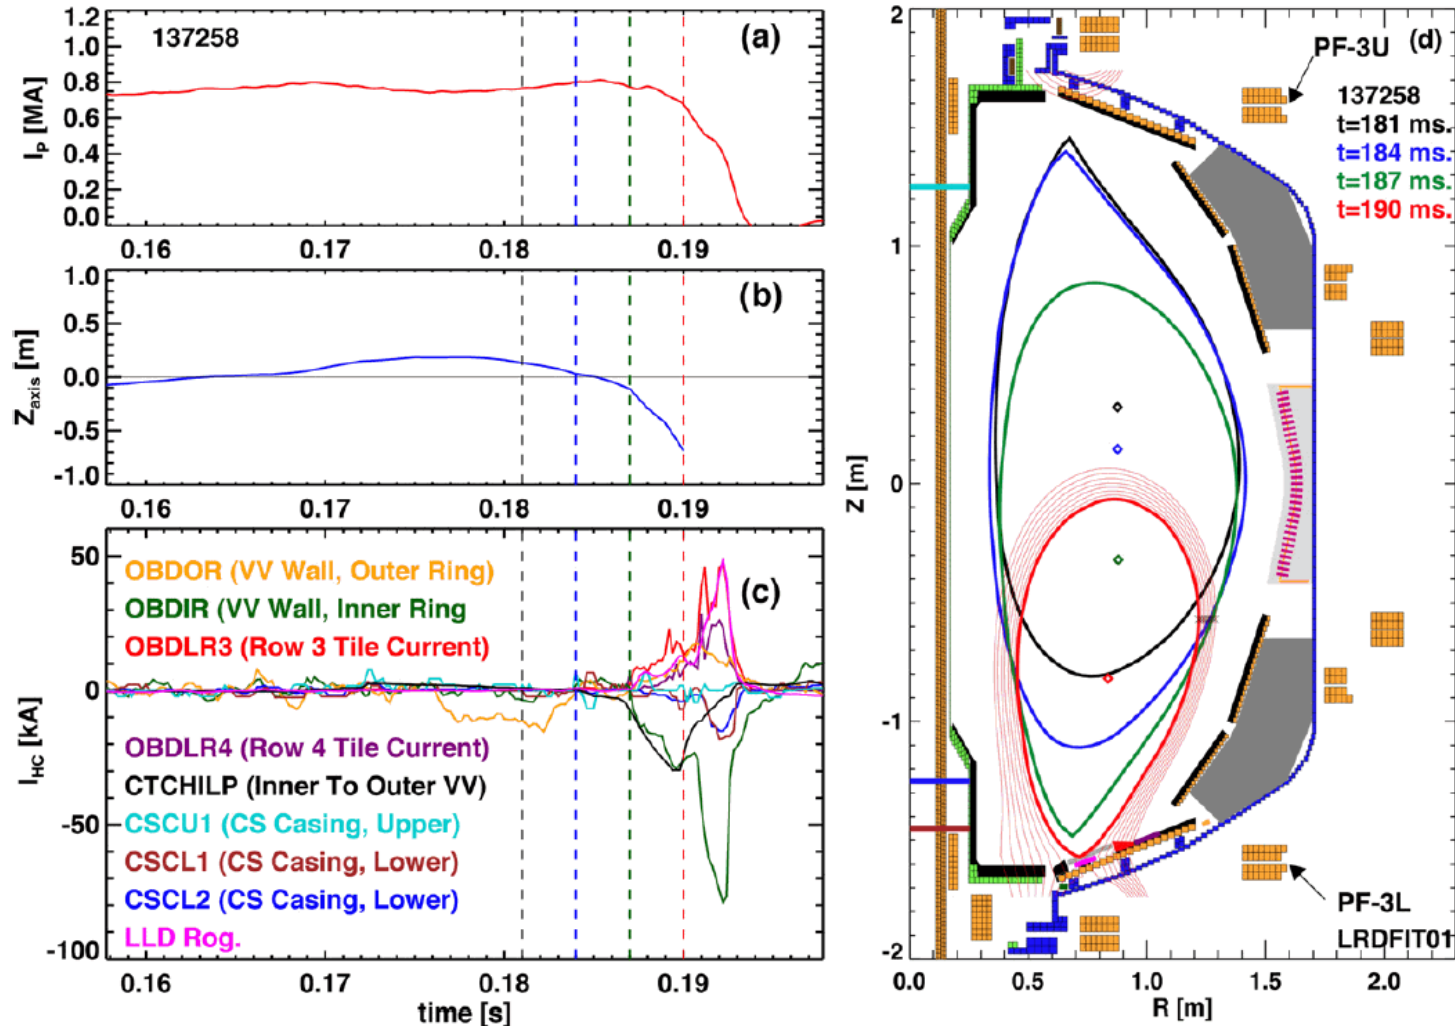 137258
(a)
I_P [MA]
1.2
1.0
0.8
0.6
0.4
0.2
0.0
0.16
0.17
0.18
0.19
(b)
Z_axis [m]
1.0
0.5
0.0
-0.5
-1.0
0.16
0.17
0.18
0.19
(c)
I_HC [kA]
50
0
-50
-100
OBDOR (VV Wall, Outer Ring)
OBDIR (VV Wall, Inner Ring
OBDLR3 (Row 3 Tile Current)
OBDLR4 (Row 4 Tile Current)
CTCHILP (Inner To Outer VV)
CSCU1 (CS Casing, Upper)
CSCL1 (CS Casing, Lower)
CSCL2 (CS Casing, Lower)
LLD Rog.
0.16
0.17
0.18
0.19
time [s]
(d)
PF-3U
137258
t=181 ms.
t=184 ms.
t=187 ms.
t=190 ms.
PF-3L
LRDFIT01
Z [m]
2
1
0
-1
-2
0.0
0.5
1.0
1.5
2.0
R [m]